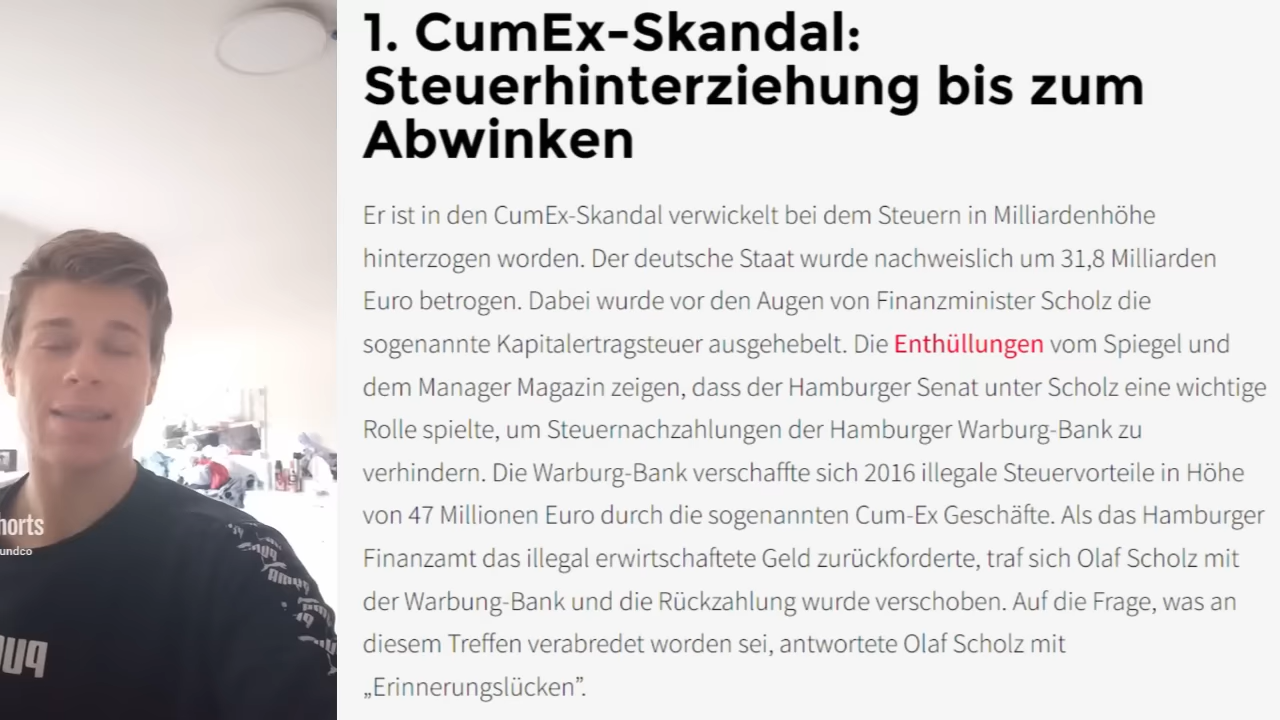 1. CumEx-Skandal:
Steuerhinterziehung bis zum
Abwinken
Er ist in den CumEx-Skandal verwickelt bei dem Steuern in Milliardenhöhe
hinterzogen worden. Der deutsche Staat wurde nachweislich um 31,8 Milliarden
Euro betrogen. Dabei wurde vor den Augen von Finanzminister Scholz die
sogenannte Kapitalertragsteuer ausgehebelt. Die Enthüllungen vom Spiegel und
dem Manager Magazin zeigen, dass der Hamburger Senat unter Scholz eine wichtige
Rolle spielte, um Steuernachzahlungen der Hamburger Warburg-Bank zu
verhindern. Die Warburg-Bank verschaffte sich 2016 illegale Steuervorteile in Höhe
von 47 Millionen Euro durch die sogenannten Cum-Ex Geschäfte. Als das Hamburger
Finanzamt das illegal erwirtschaftete Geld zurückforderte, traf sich Olaf Scholz mit
der Warbung-Bank und die Rückzahlung wurde verschoben. Auf die Frage, was an
diesem Treffen verabredet worden sei, antwortete Olaf Scholz mit
„Erinnerungslücken”.
horts
undco